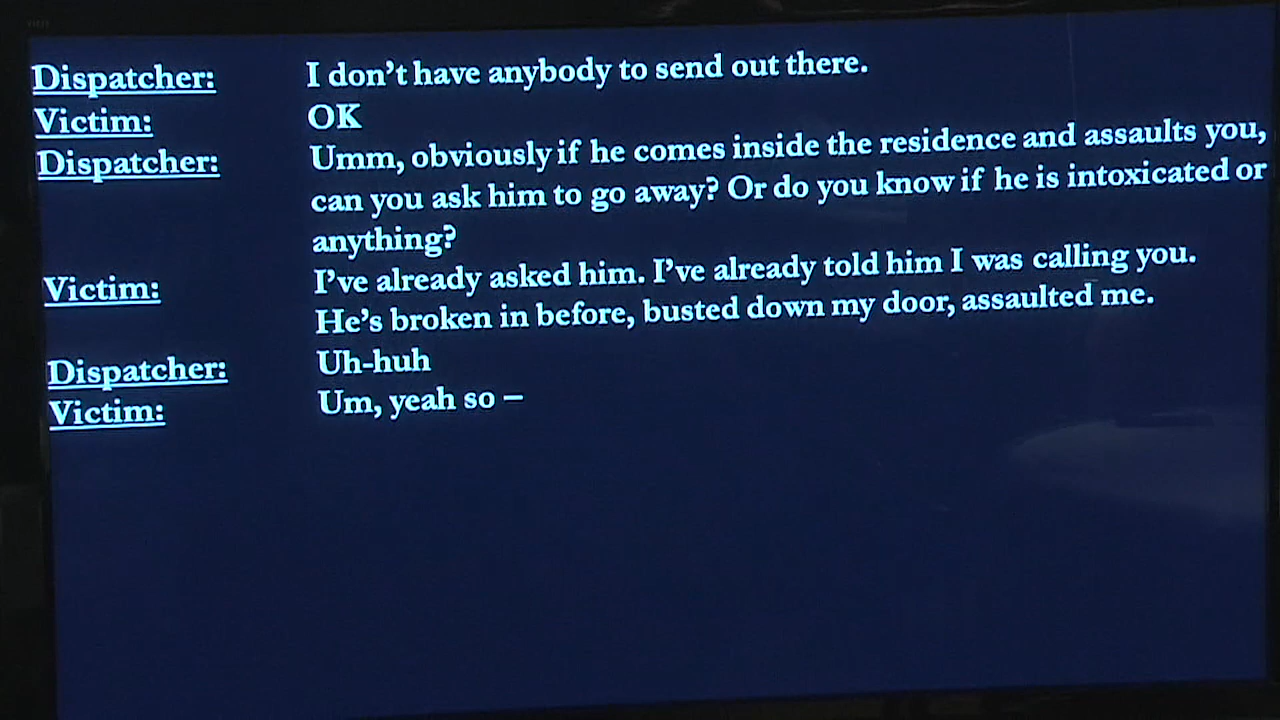 Dispatcher: I don't have anybody to send out there.
Victim: OK
Dispatcher: Umm, obviously if he comes inside the residence and assaults you,
can you ask him to go away? Or do you know if he is intoxicated or
anything?
Victim: I've already asked him. I've already told him I was calling you.
He's broken in before, busted down my door, assaulted me.
Dispatcher: Uh-huh
Victim: Um, yeah so –